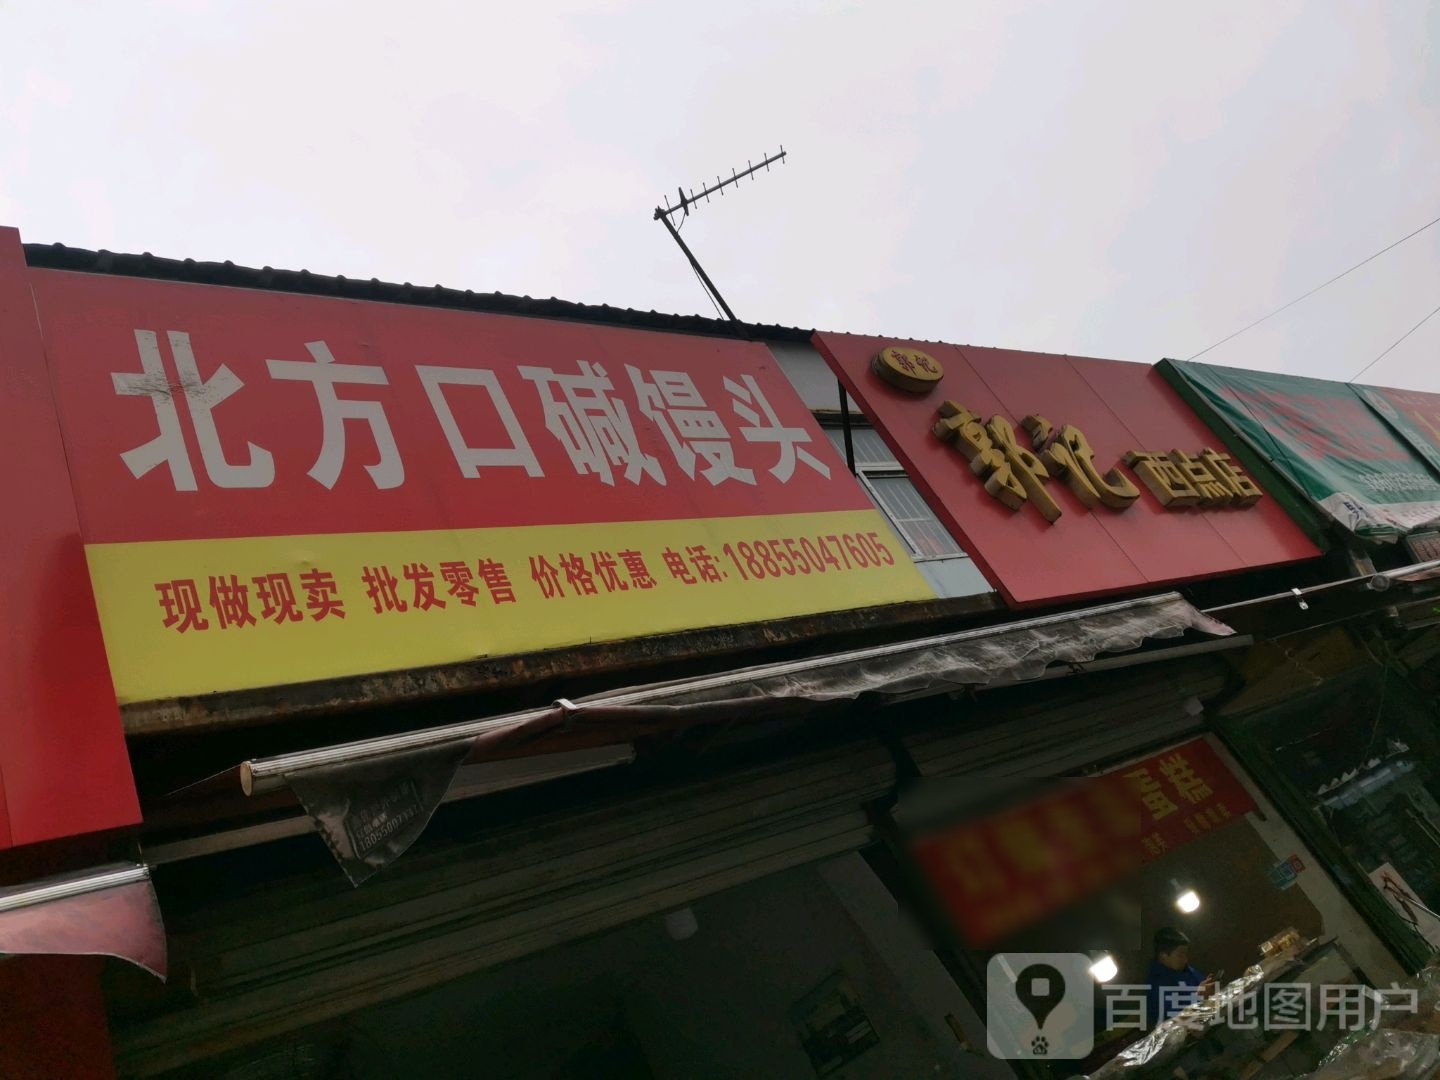 北方口碱馒头
现做现卖 批发零售 价格优惠 电话:18855047605
郭记
郭记西点店
蛋糕
百度地图用户